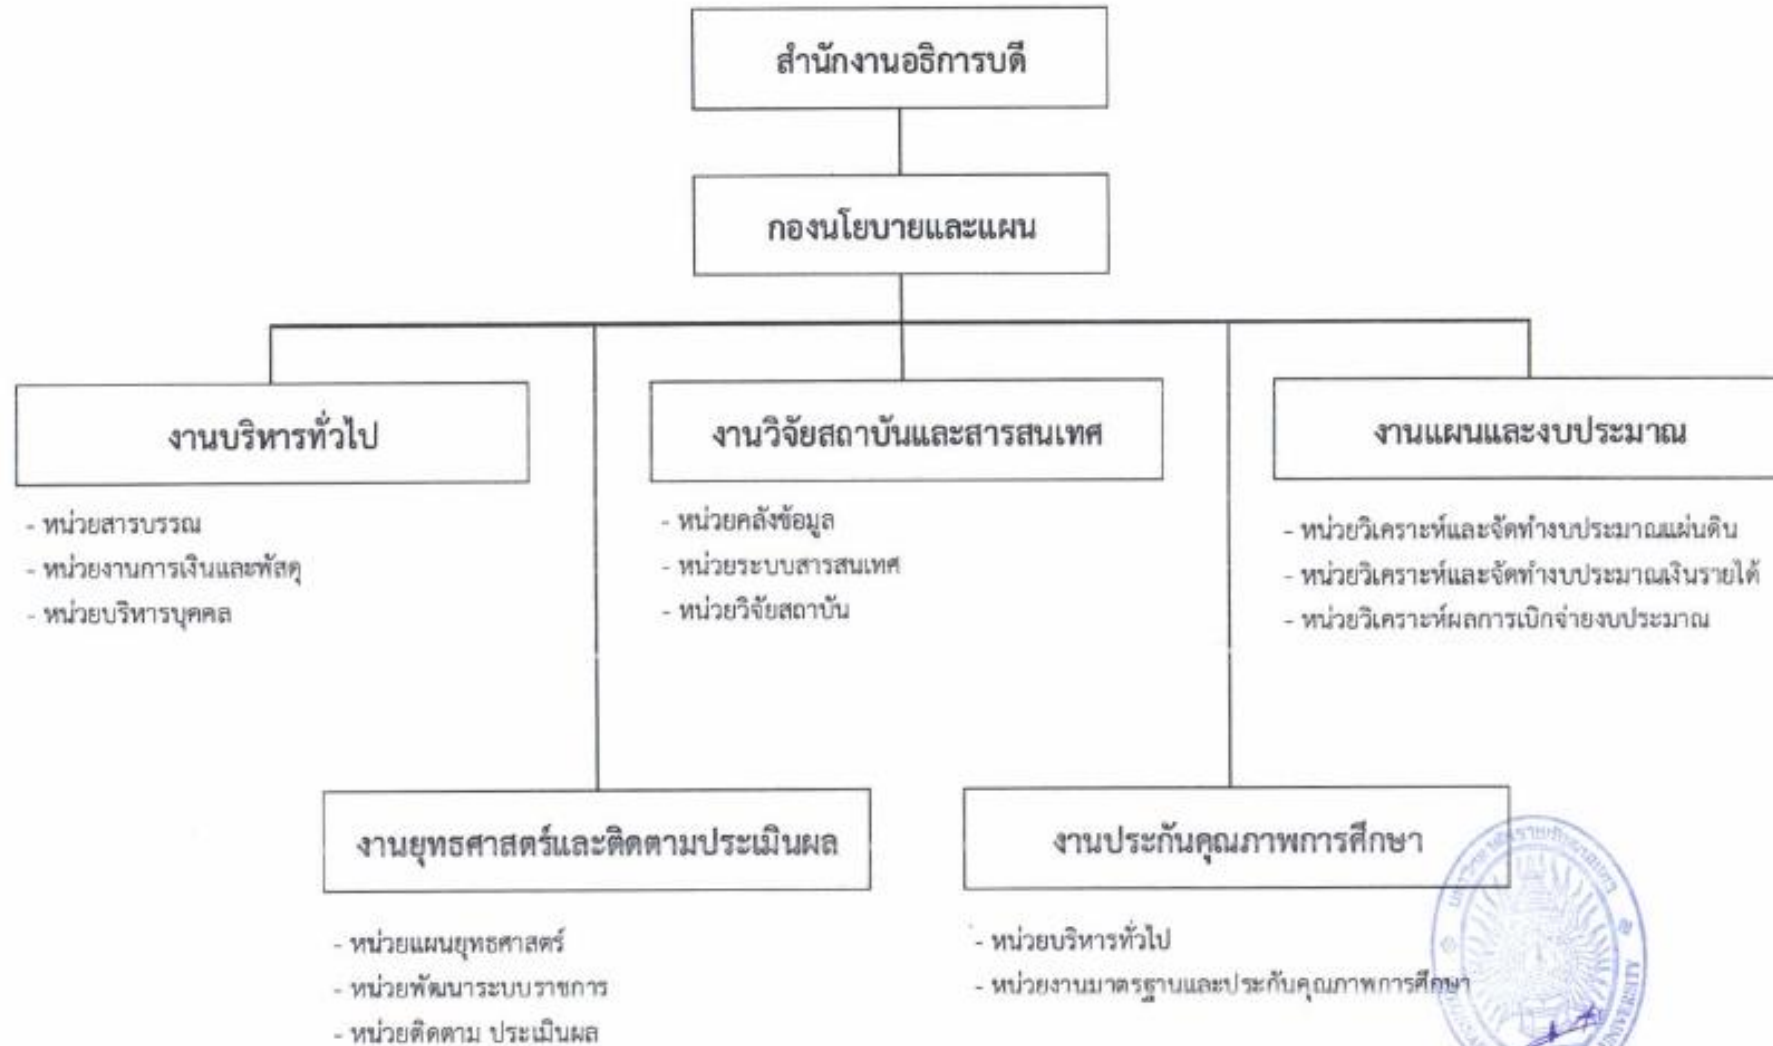 สำนักงานอธิการบดี
กองนโยบายและแผน
งานบริหารทั่วไป
- หน่วยสารบรรณ
- หน่วยงานการเงินและพัสดุ
- หน่วยบริหารบุคคล
งานวิจัยสถาบันและสารสนเทศ
- หน่วยคลังข้อมูล
- หน่วยระบบสารสนเทศ
- หน่วยวิจัยสถาบัน
งานแผนและงบประมาณ
- หน่วยวิเคราะห์และจัดทำงบประมาณแผ่นดิน
- หน่วยวิเคราะห์และจัดทำงบประมาณเงินรายได้
- หน่วยวิเคราะห์ผลการเบิกจ่ายงบประมาณ
งานยุทธศาสตร์และติดตามประเมินผล
- หน่วยแผนยุทธศาสตร์
- หน่วยพัฒนาระบบราชการ
- หน่วยติดตาม ประเมินผล
งานประกันคุณภาพการศึกษา
- หน่วยบริหารทั่วไป
- หน่วยงานมาตรฐานและประกันคุณภาพการศึกษา
UNIVERSITY